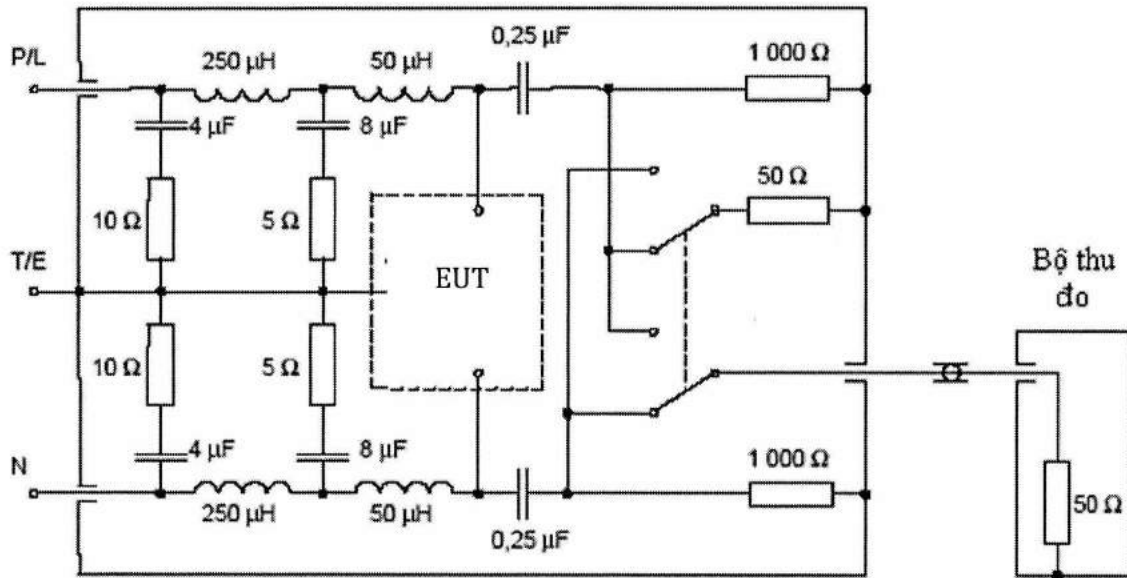 P/L
250 μH
50 μH
0,25 μF
1 000 Ω
4 μF
8 μF
10 Ω
5 Ω
50 Ω
T/E
EUT
Bộ thu
đo
10 Ω
5 Ω
N
4 μF
8 μF
1 000 Ω
50 Ω
250 μH
50 μH
0,25 μF